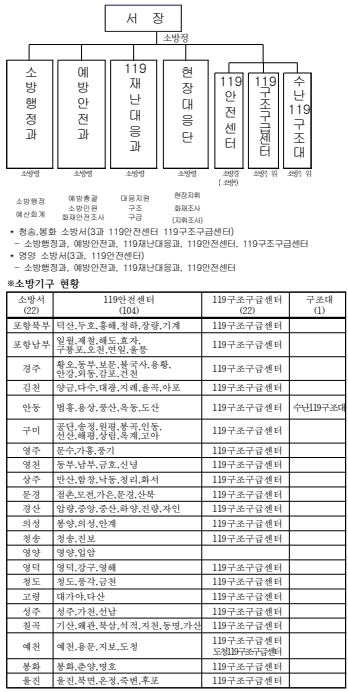 서 장
소방정
소방행정과
예방안전과
119재난대응과
현장대응단
119안전센터
119구조구급센터
수난119구조대
소방령
소방령
소방령
소방령
소방경
(소방위)
소방위
소방위
소방행정
예산회계
예방총괄
소방민원
화재안전조사
대응지원
구조
구급
현장지휘
화재조사
(지휘조사)
* 청송,봉화 소방서(3과 119안전센터 119구조구급센터)
- 소방행정과, 예방안전과, 119재난대응과, 119안전센터, 119구조구급센터
* 영양 소방서(3과, 119안전센터)
- 소방행정과, 예방안전과, 119재난대응과, 119안전센터
※소방기구 현황
소방서 119안전센터 119구조구급센터 구조대
(22) (104) (22) (1)
포항북부 덕산,두호,흥해,청하,장량,기계 119구조구급센터
포항남부 일월,제철,해도,효자, 119구조구급센터
구룡포,오천,연일,울릉
경주 황오,동부,보문,불국사,용황, 119구조구급센터
안강,외동,감포,건천
김천 양금,다수,대광,지례,율곡,아포 119구조구급센터
안동 범흥,용상,풍산,옥동,도산 119구조구급센터 수난119구조대
구미 공단,송정,원평,봉곡,인동, 119구조구급센터
선산,해평,상림,옥계,고아
영주 문수,가흥,풍기 119구조구급센터
영천 동부,남부,금호,신녕 119구조구급센터
상주 만산,함창,낙동,청리,화서 119구조구급센터
문경 점촌,모전,가은,문경,산북 119구조구급센터
경산 압량,중앙,중산,하양,진량,자인 119구조구급센터
의성 봉양,의성,안계 119구조구급센터
청송 청송,진보 119구조구급센터
영양 영양,입암
영덕 영덕,강구,영해 119구조구급센터
청도 청도,풍각,금천 119구조구급센터
고령 대가야,다산 119구조구급센터
성주 성주,가천,선남 119구조구급센터
칠곡 기산,왜관,북삼,석적,지천,동명,가산 119구조구급센터
예천 예천,용문,지보,도청 119구조구급센터
도청119구조구급센터
봉화 봉화,춘양,명호 119구조구급센터
울진 울진,북면,온정,죽변,후포 119구조구급센터